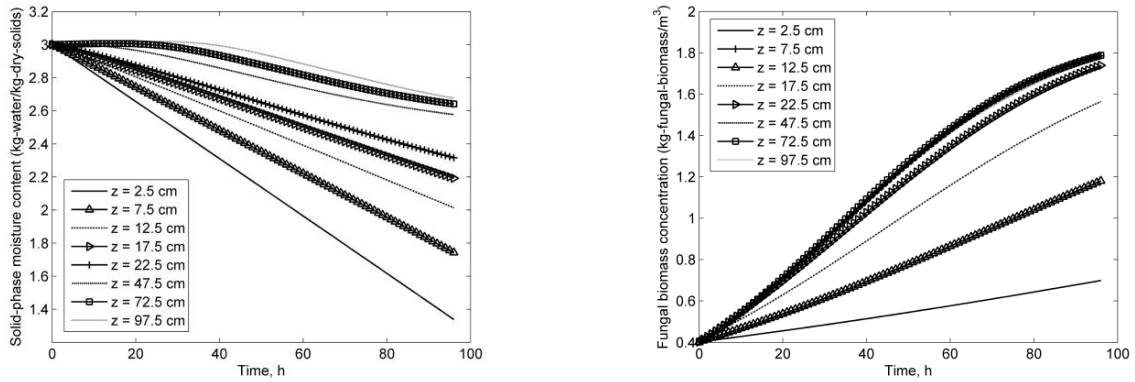 Solid-phase moisture content (kg-water/kg-dry-solids)
3.2
3
2.8
2.6
2.4
2.2
2
1.8
1.6
1.4
z = 2.5 cm
z = 7.5 cm
z = 12.5 cm
z = 17.5 cm
z = 22.5 cm
z = 47.5 cm
z = 72.5 cm
z = 97.5 cm
0 20 40 60 80 100
Time, h
Fungal biomass concentration (kg-fungal-biomass/m³)
2
1.8
1.6
1.4
1.2
1
0.8
0.6
0.4
z = 2.5 cm
z = 7.5 cm
z = 12.5 cm
z = 17.5 cm
z = 22.5 cm
z = 47.5 cm
z = 72.5 cm
z = 97.5 cm
0 20 40 60 80 100
Time, h